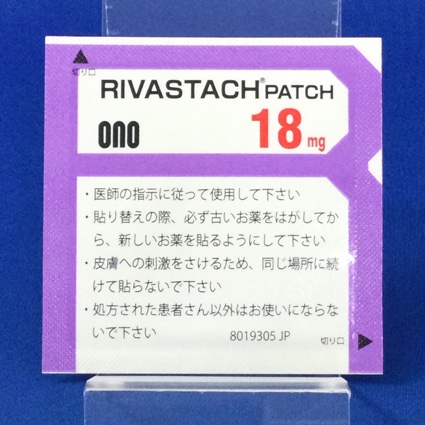 切り口
RIVASTACH® PATCH
ono
18 mg
・医師の指示に従って使用して下さい
・貼り替えの際、必ず古いお薬をはがしてか
ら、新しいお薬を貼るようにして下さい
・皮膚への刺激をさけるため、同じ場所に続
けて貼らないで下さい
・処方された患者さん以外はお使いにならな
いで下さい
8019305 JP
切り口